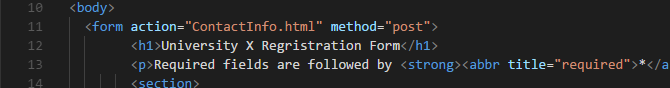 10 <body>
11 <form action="ContactInfo.html" method="post">
12 <h1>University X Regristration Form</h1>
13 <p>Required fields are followed by <strong><abbr title="required">*</a
14 <section>